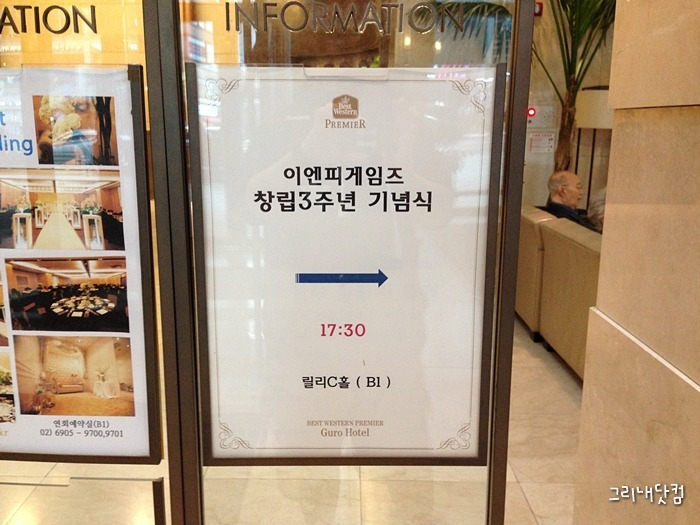 ATION
INFORMATION
Best
Western
PREMIER
이엔피게임즈
창립3주년 기념식
17:30
릴리C홀 ( B1 )
BEST WESTERN PREMIER
Guro Hotel
연회예약실(B1)
02) 6905 - 9700,9701
그리내닷컴